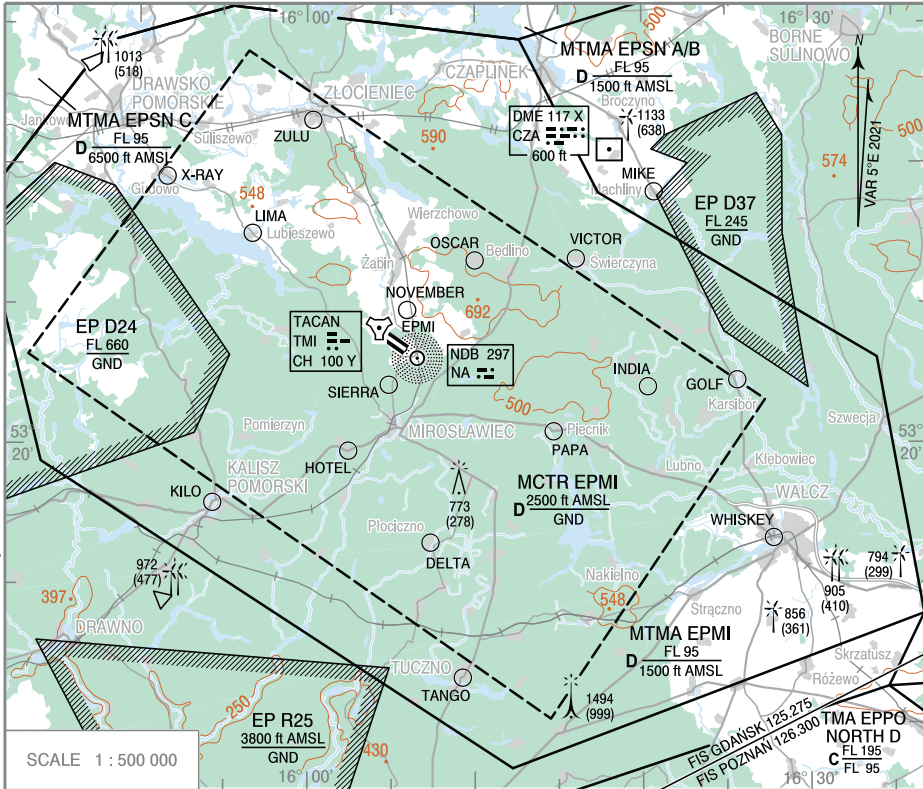 16° 00'
16° 30'
500
BORNE
SULINOWO
N
VAR 5°E 2021
1013
(518)
DRAWSKO
POMORSKIE
ZŁOCIENIEC
CZAPLINEK
MTMA EPSN A/B
D FL 95
1500 ft AMSL
Broczyno
1133
(638)
DME 117 X
CZA
600 ft
MTMA EPSN C
D FL 95
6500 ft AMSL
Suliszewo
ZULU
590
500
574
X-RAY
Gudowo
548
LIMA
Lubieszewo
Wierzchowo
MIKE
Machliny
EP D37
FL 245
GND
OSCAR
Będlino
VICTOR
Świerczyna
Żabin
NOVEMBER
EPMI
692
TACAN
TMI
CH 100 Y
NDB 297
NA
EP D24
FL 660
GND
SIERRA
INDIA
GOLF
Karsibór
500
Szwecja
Pomierzyn
MIROSŁAWIEC
Piecnik
PAPA
53°
20'
53°
20'
HOTEL
KALISZ
POMORSKI
KILO
Lubno
Kłębowiec
WAŁCZ
773
(278)
MCTR EPMI
D 2500 ft AMSL
GND
WHISKEY
Płociczno
DELTA
972
(477)
397
DRAWNO
Nakielno
548
794
(299)
905
(410)
856
(361)
Strączno
MTMA EPMI
D FL 95
1500 ft AMSL
Skrzatusz
Różewo
TUCZNO
TANGO
1494
(999)
250
EP R25
3800 ft AMSL
GND
430
FIS GDAŃSK 125.275
FIS POZNAŃ 126.300
TMA EPPO
NORTH D
C FL 195
FL 95
SCALE 1 : 500 000
16° 00'
16° 30'